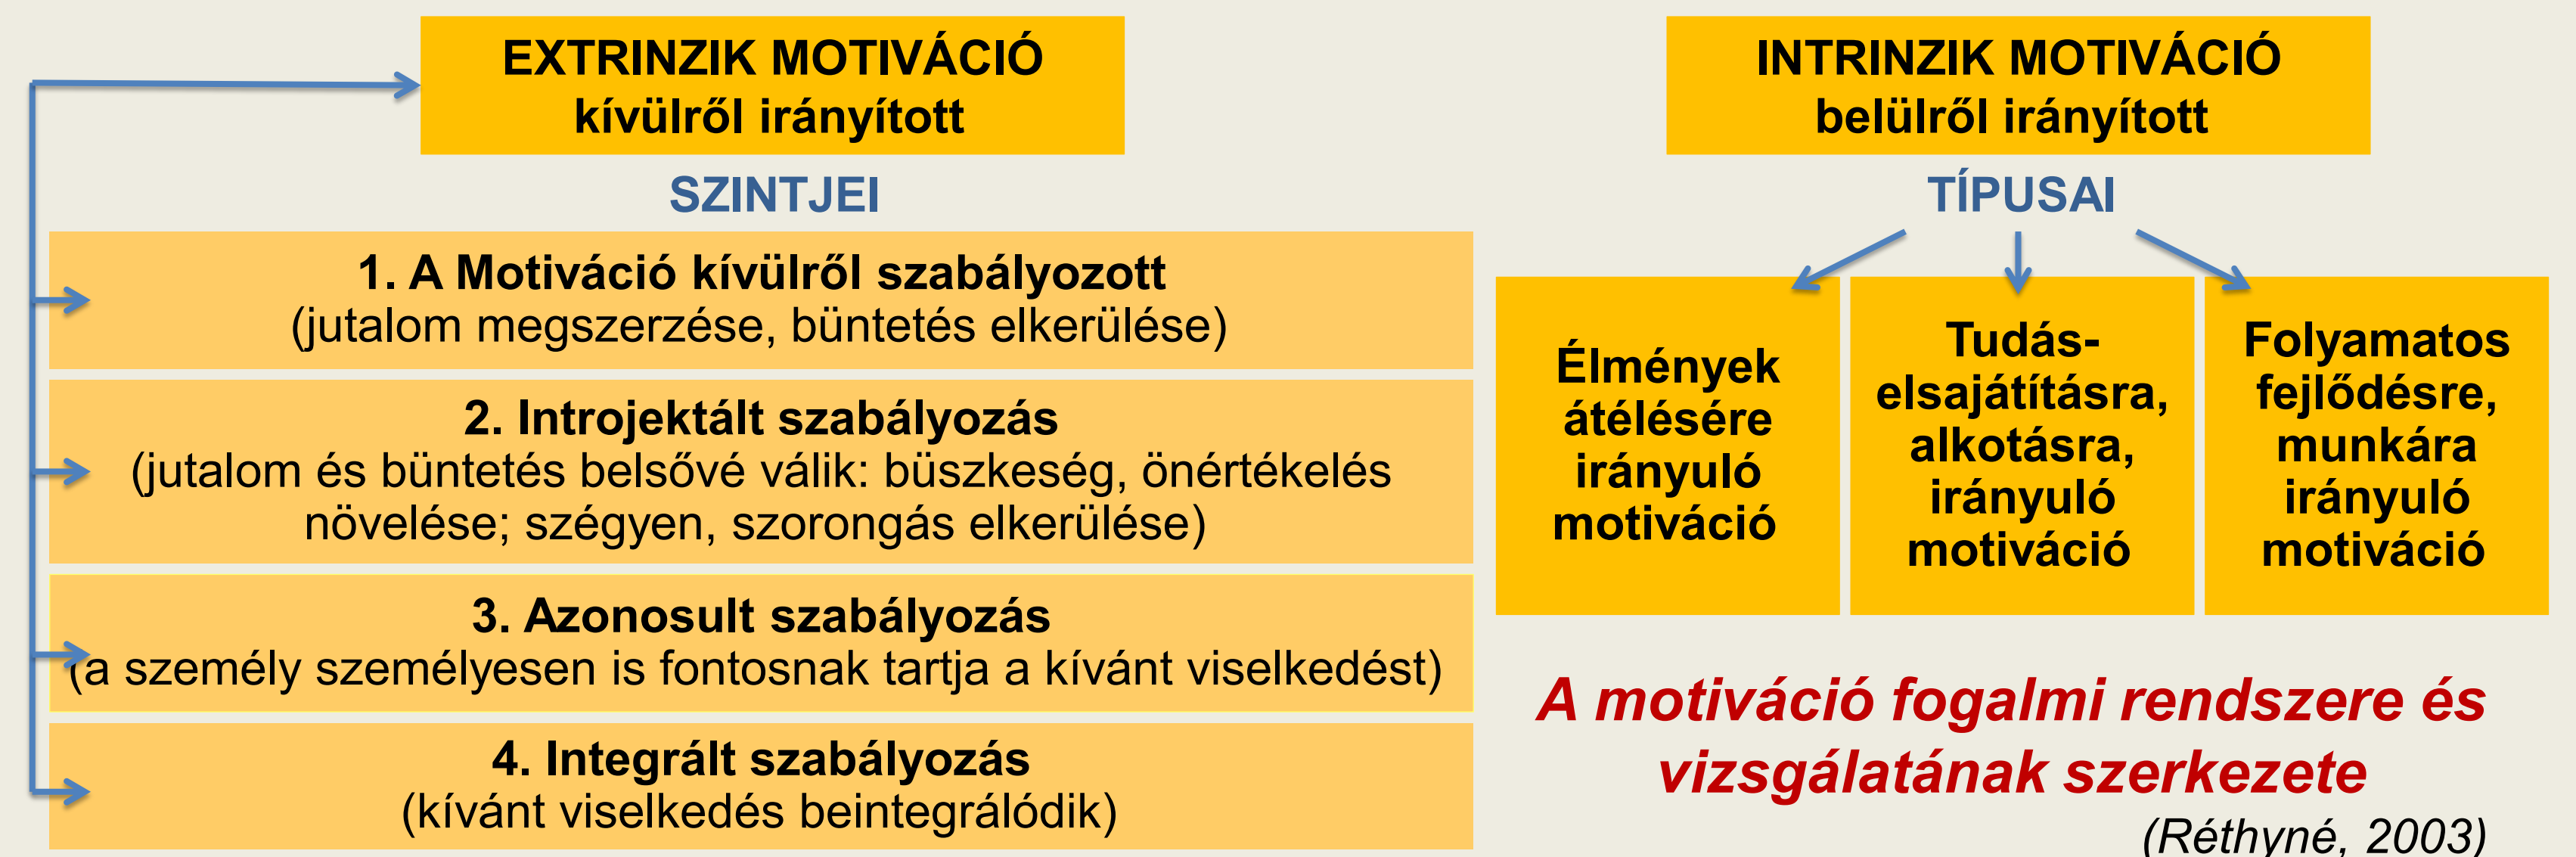 EXTRINZIK MOTIVÁCIÓ
kívülről irányított
SZINTJEI
1. A Motiváció kívülről szabályozott
(jutalom megszerzése, büntetés elkerülése)
2. Introjektált szabályozás
(jutalom és büntetés belsővé válik: büszkeség, önértékelés
növelése; szégyen, szorongás elkerülése)
3. Azonosult szabályozás
(a személy személyesen is fontosnak tartja a kívánt viselkedést)
4. Integrált szabályozás
(kívánt viselkedés beintegrálódik)
INTRINZIK MOTIVÁCIÓ
belülről irányított
TÍPUSAI
Élmények
átélésére
irányuló
motiváció
Tudás-
elsajátításra,
alkotásra,
irányuló
motiváció
Folyamatos
fejlődésre,
munkára
irányuló
motiváció
A motiváció fogalmi rendszere és
vizsgálatának szerkezete
(Réthyné, 2003)